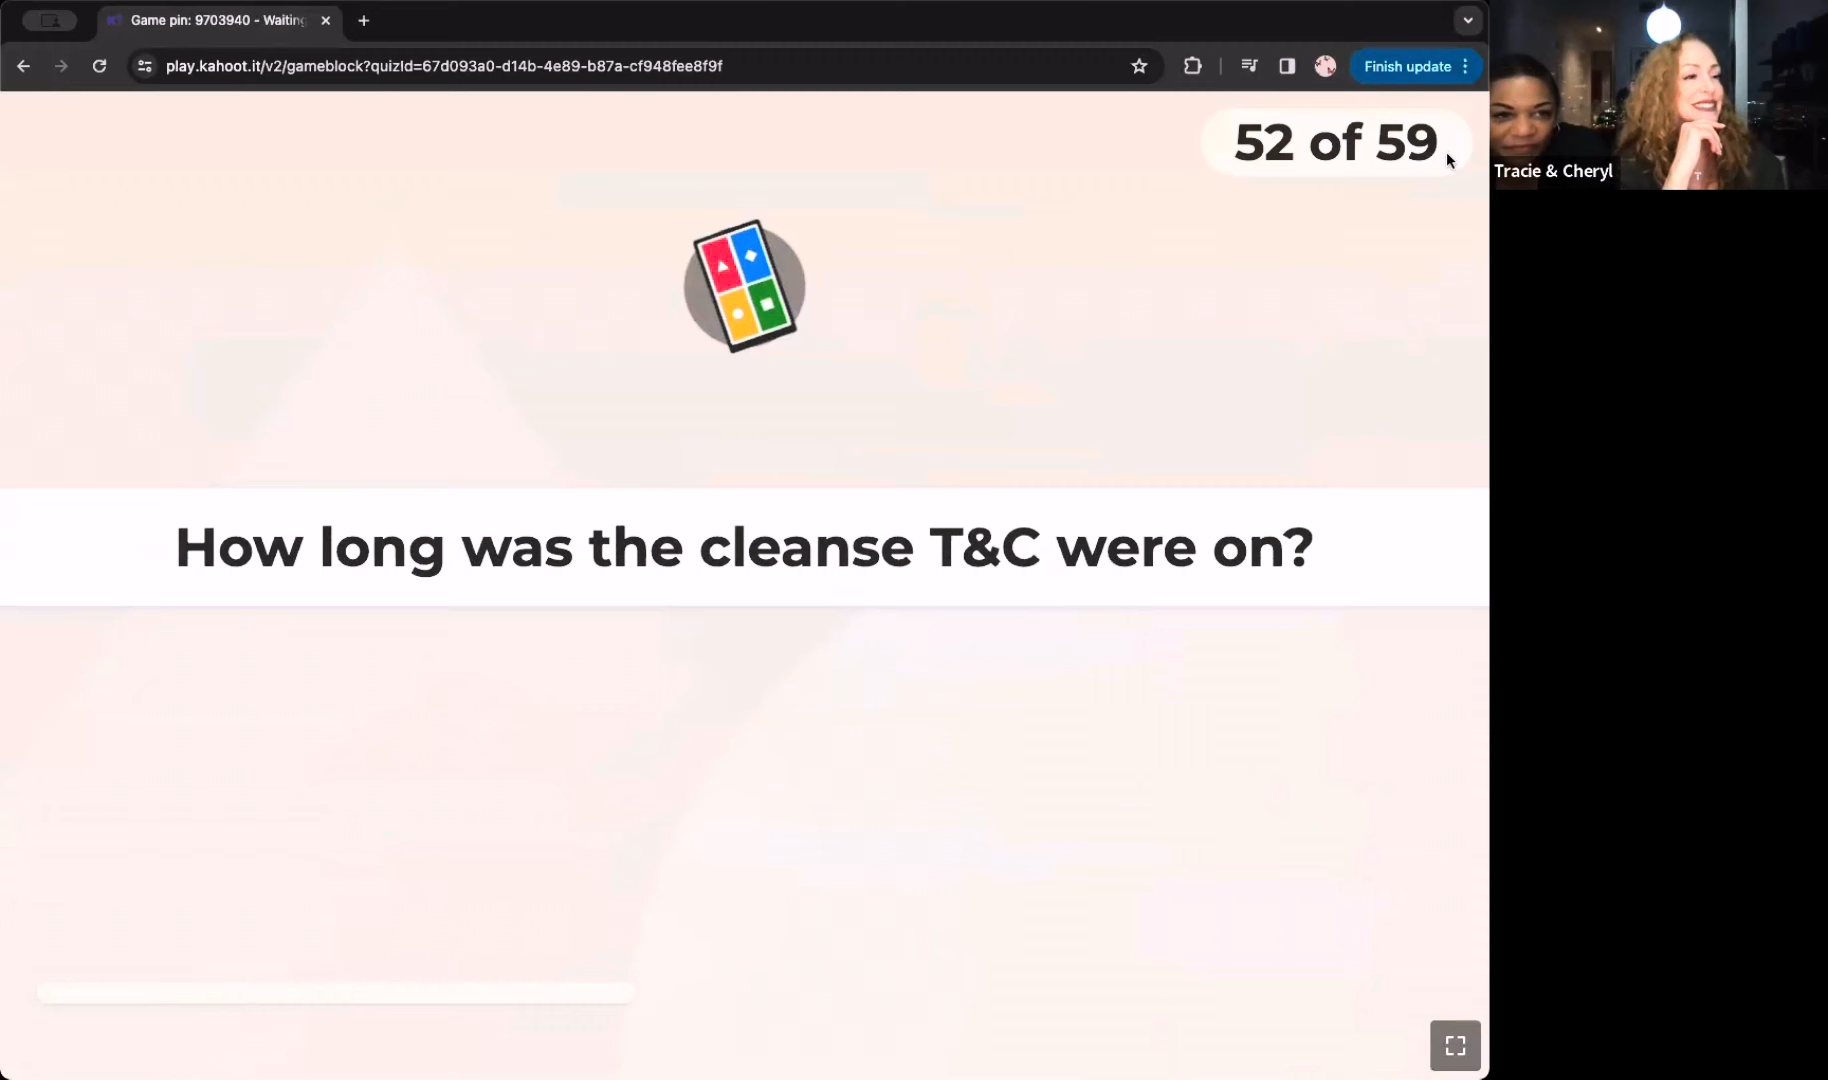 Game pin: 9703940 - Waiting
play.kahoot.it/v2/gameblock?quizId=67d093a0-d14b-4e89-b87a-cf948fee8f9f
Finish update
52 of 59
Tracie & Cheryl
How long was the cleanse T&C were on?